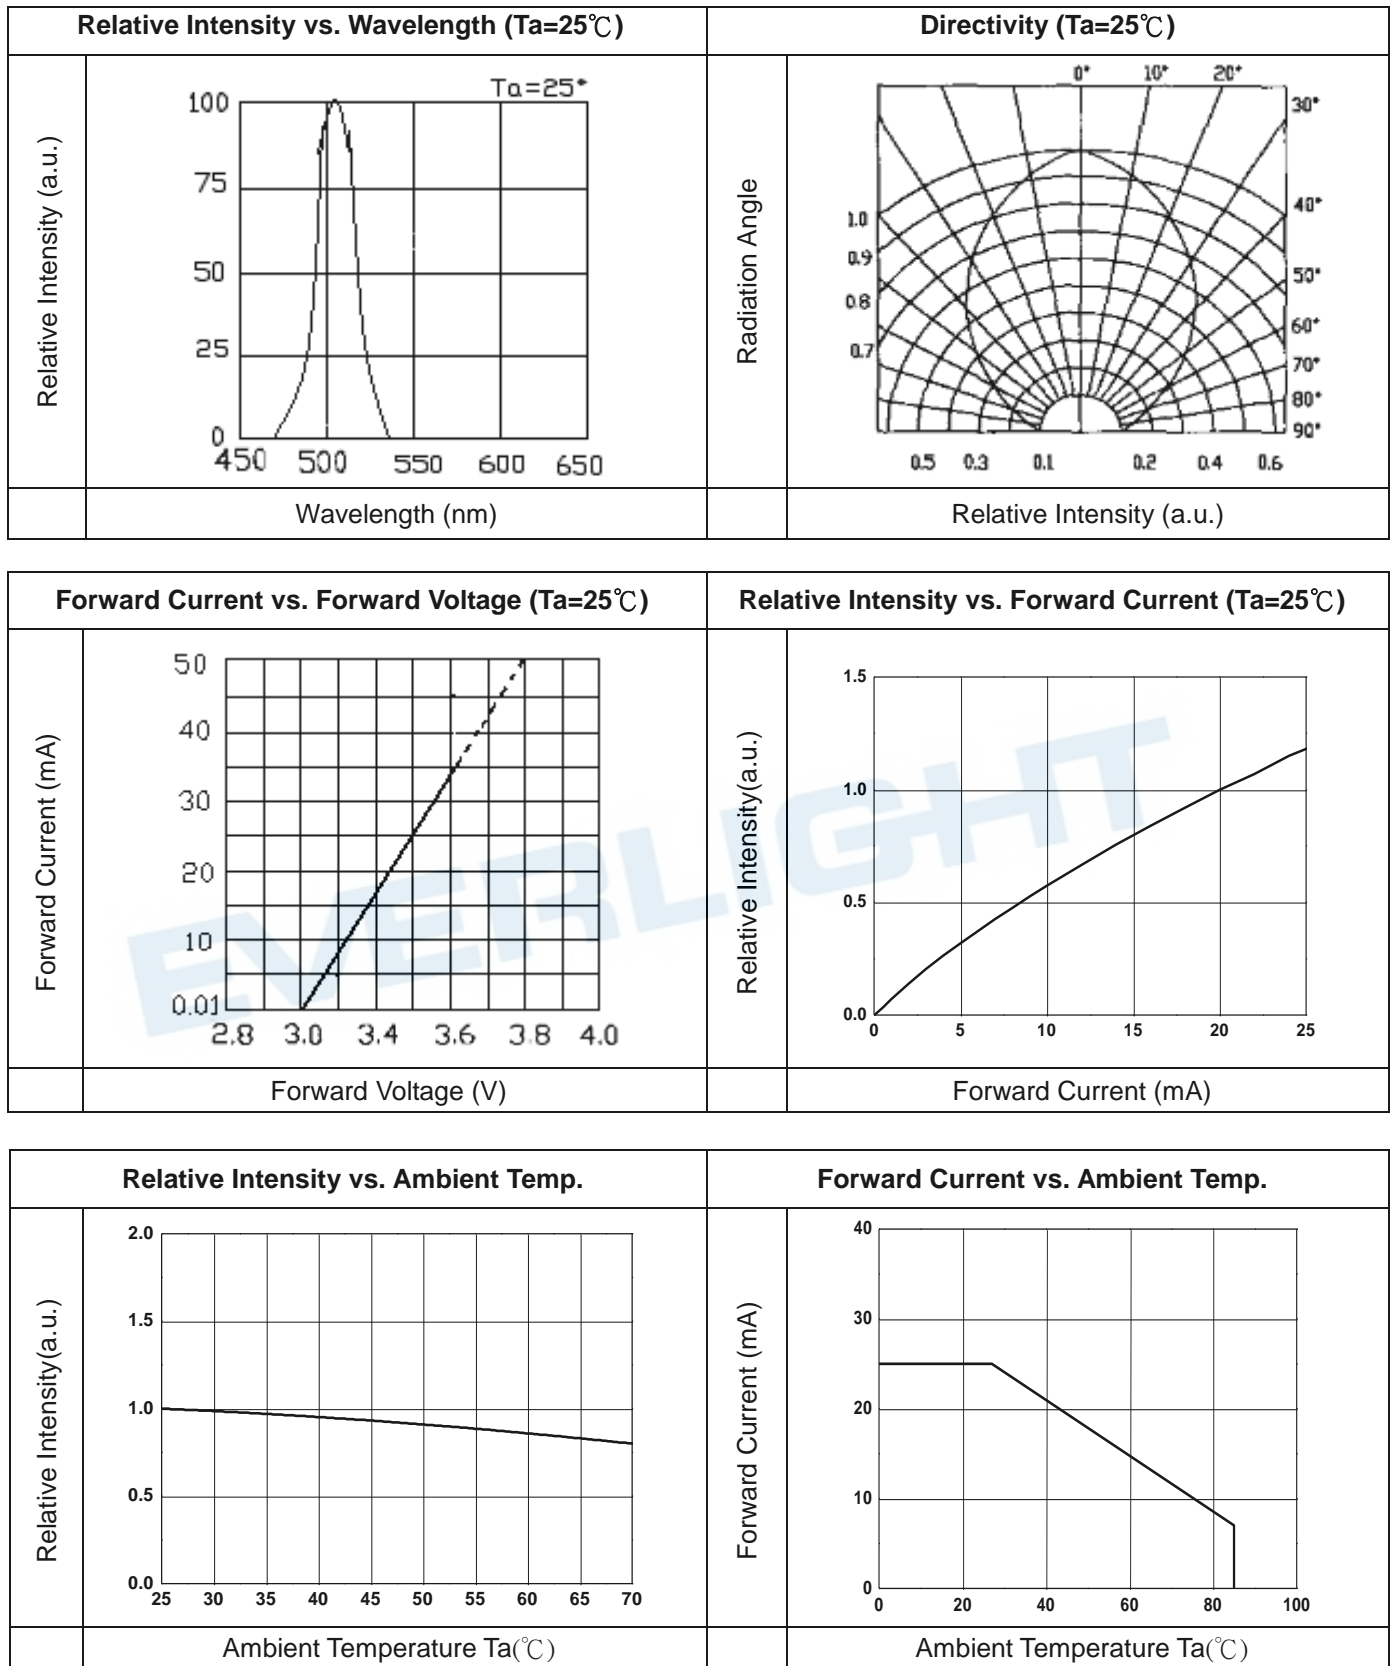 Relative Intensity vs. Wavelength (Ta=25℃)
Directivity (Ta=25℃)
Relative Intensity (a.u.)
Ta=25°
100
75
50
25
0
450 500 550 600 650
Wavelength (nm)
Radiation Angle
0° 10° 20°
30°
40°
50°
60°
70°
80°
90°
1.0
0.9
0.8
0.7
0.5 0.3 0.1 0.2 0.4 0.6
Relative Intensity (a.u.)
Forward Current vs. Forward Voltage (Ta=25℃)
Relative Intensity vs. Forward Current (Ta=25℃)
Forward Current (mA)
50
40
30
20
10
0.01
2.8 3.0 3.4 3.6 3.8 4.0
Forward Voltage (V)
Relative Intensity(a.u.)
1.5
1.0
0.5
0.0
0 5 10 15 20 25
Forward Current (mA)
EVERLIGHT
Relative Intensity vs. Ambient Temp.
Forward Current vs. Ambient Temp.
Relative Intensity(a.u.)
2.0
1.5
1.0
0.5
0.0
25 30 35 40 45 50 55 60 65 70
Ambient Temperature Ta(℃)
Forward Current (mA)
40
30
20
10
0
0 20 40 60 80 100
Ambient Temperature Ta(℃)